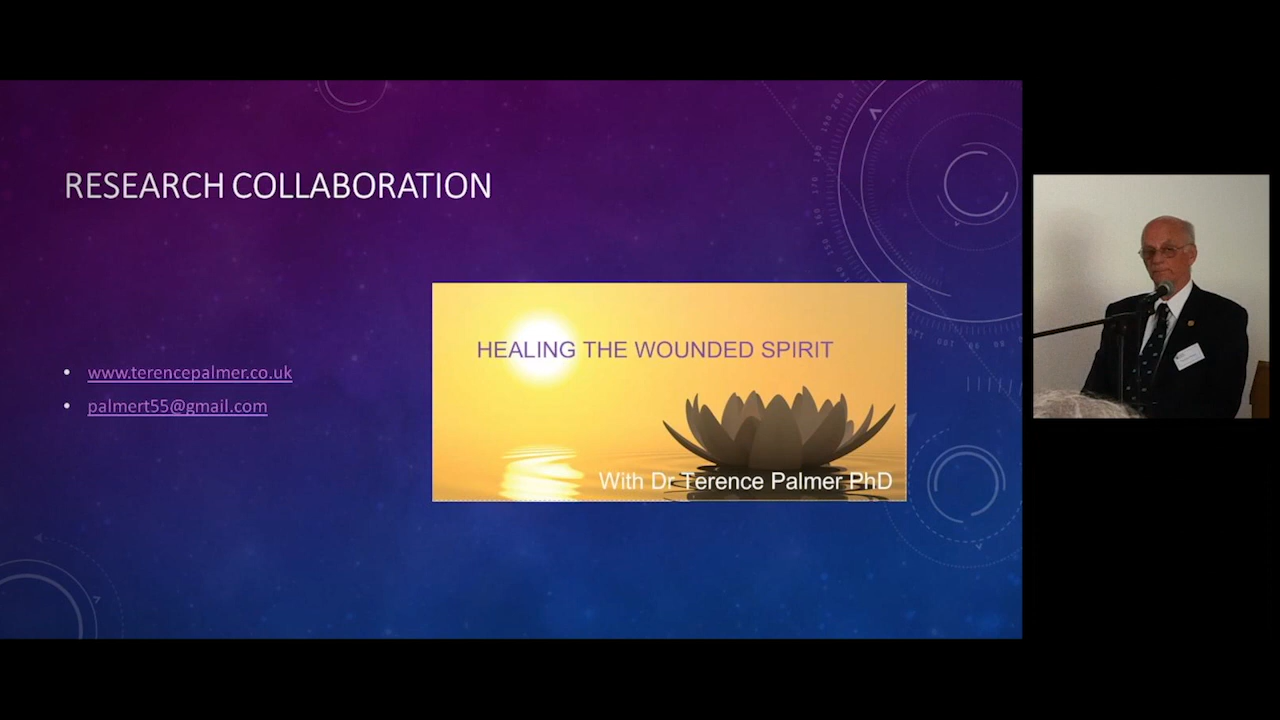 RESEARCH COLLABORATION
www.terencepalmer.co.uk
palmert55@gmail.com
HEALING THE WOUNDED SPIRIT
With Dr Terence Palmer PhD